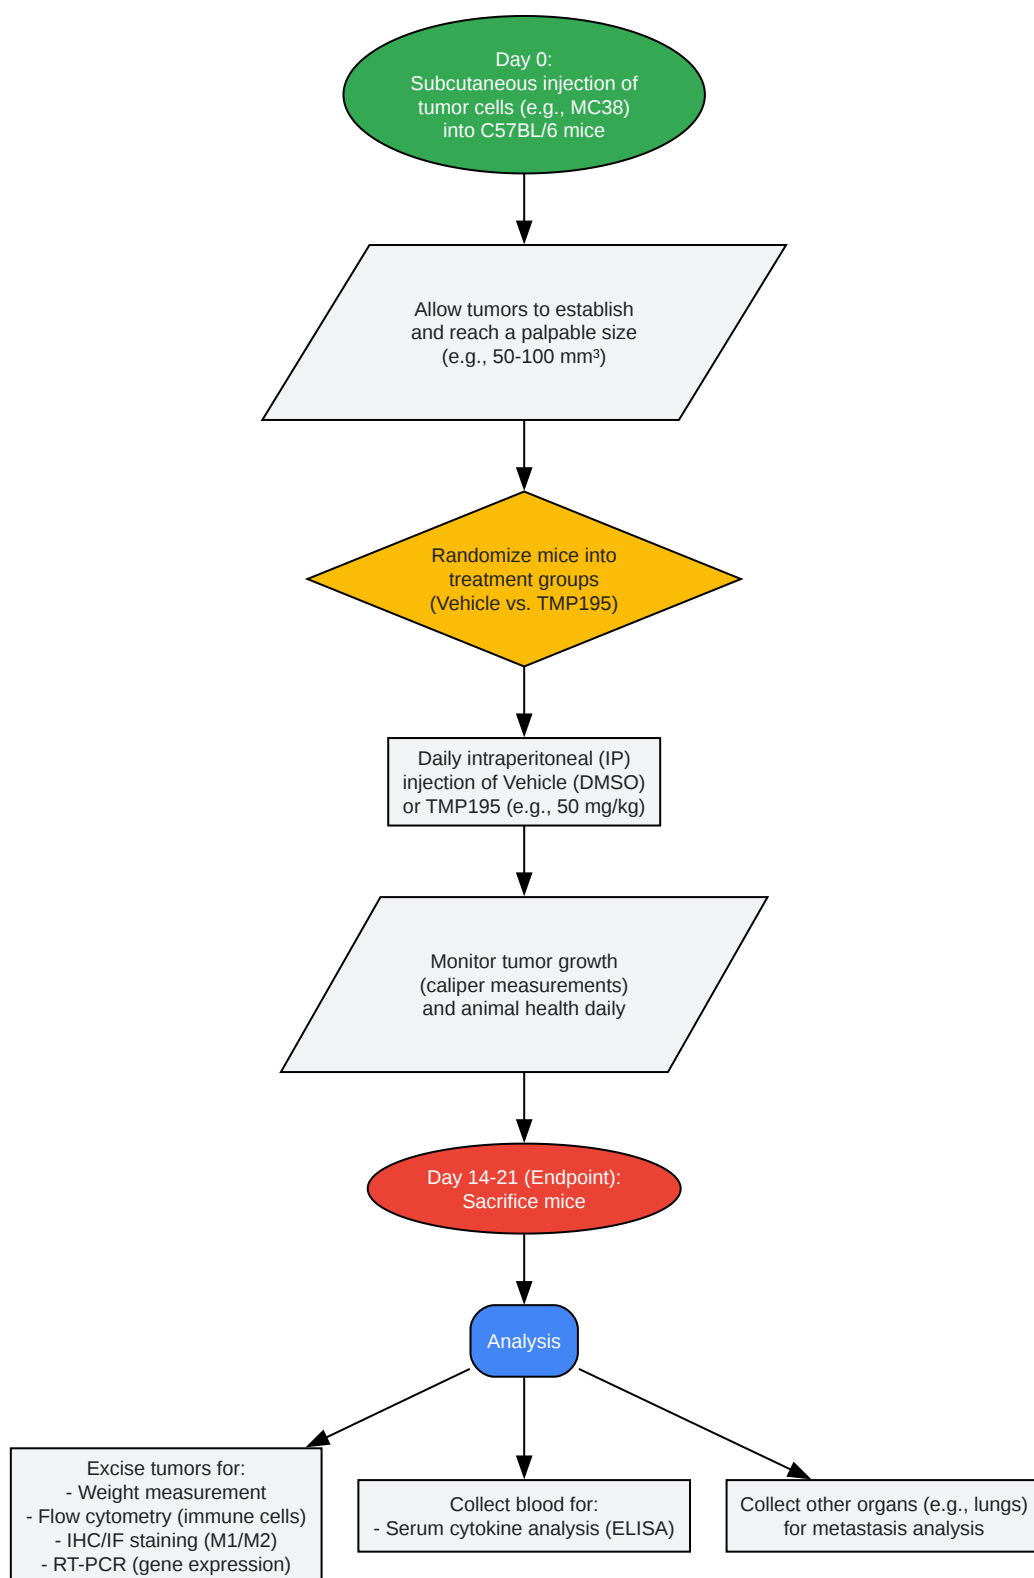 Day 0:
Subcutaneous injection of
tumor cells (e.g., MC38)
into C57BL/6 mice
Allow tumors to establish
and reach a palpable size
(e.g., 50-100 mm³)
Randomize mice into
treatment groups
(Vehicle vs. TMP195)
Daily intraperitoneal (IP)
injection of Vehicle (DMSO)
or TMP195 (e.g., 50 mg/kg)
Monitor tumor growth
(caliper measurements)
and animal health daily
Day 14-21 (Endpoint):
Sacrifice mice
Analysis
Excise tumors for:
- Weight measurement
- Flow cytometry (immune cells)
- IHC/IF staining (M1/M2)
- RT-PCR (gene expression)
Collect blood for:
- Serum cytokine analysis (ELISA)
Collect other organs (e.g., lungs)
for metastasis analysis